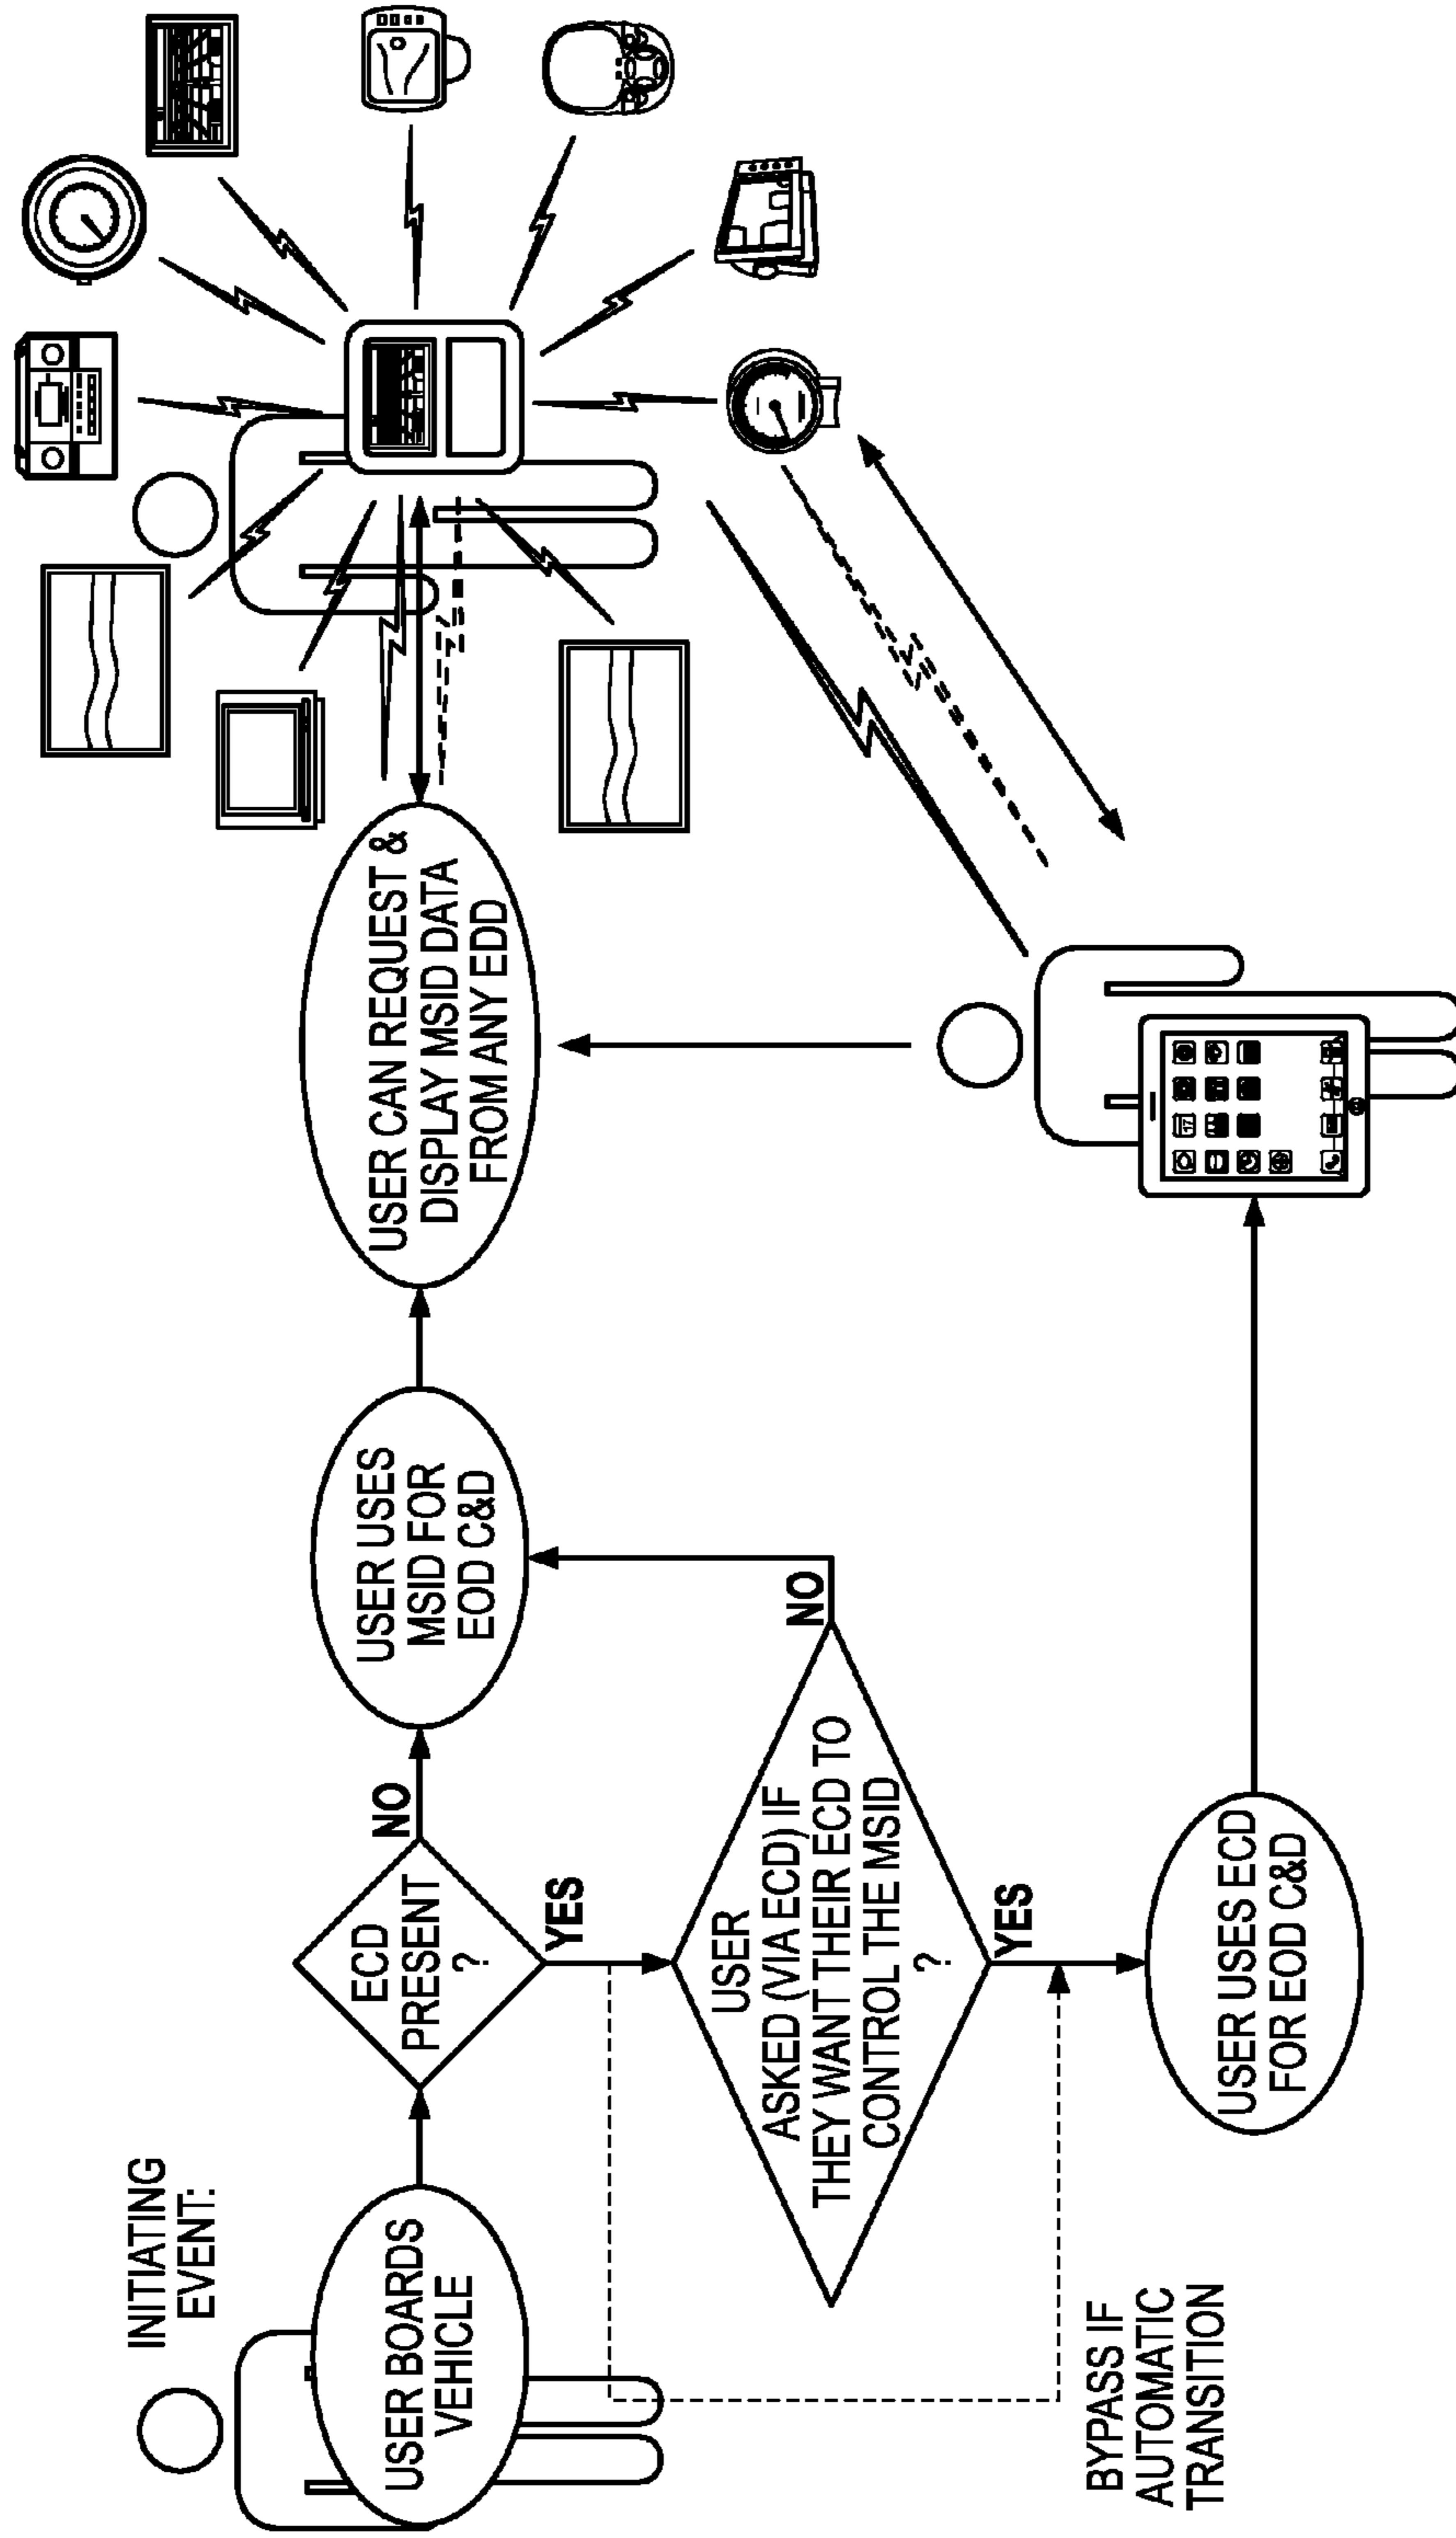 INITIATING
EVENT:
USER BOARDS
VEHICLE
ECD
PRESENT
?
NO
YES
USER USES
MSID FOR
EOD C&D
USER CAN REQUEST &
DISPLAY MSID DATA
FROM ANY EDD
USER
ASKED (VIA ECD) IF
THEY WANT THEIR ECD TO
CONTROL THE MSID
?
NO
YES
BYPASS IF
AUTOMATIC
TRANSITION
USER USES ECD
FOR EOD C&D
17